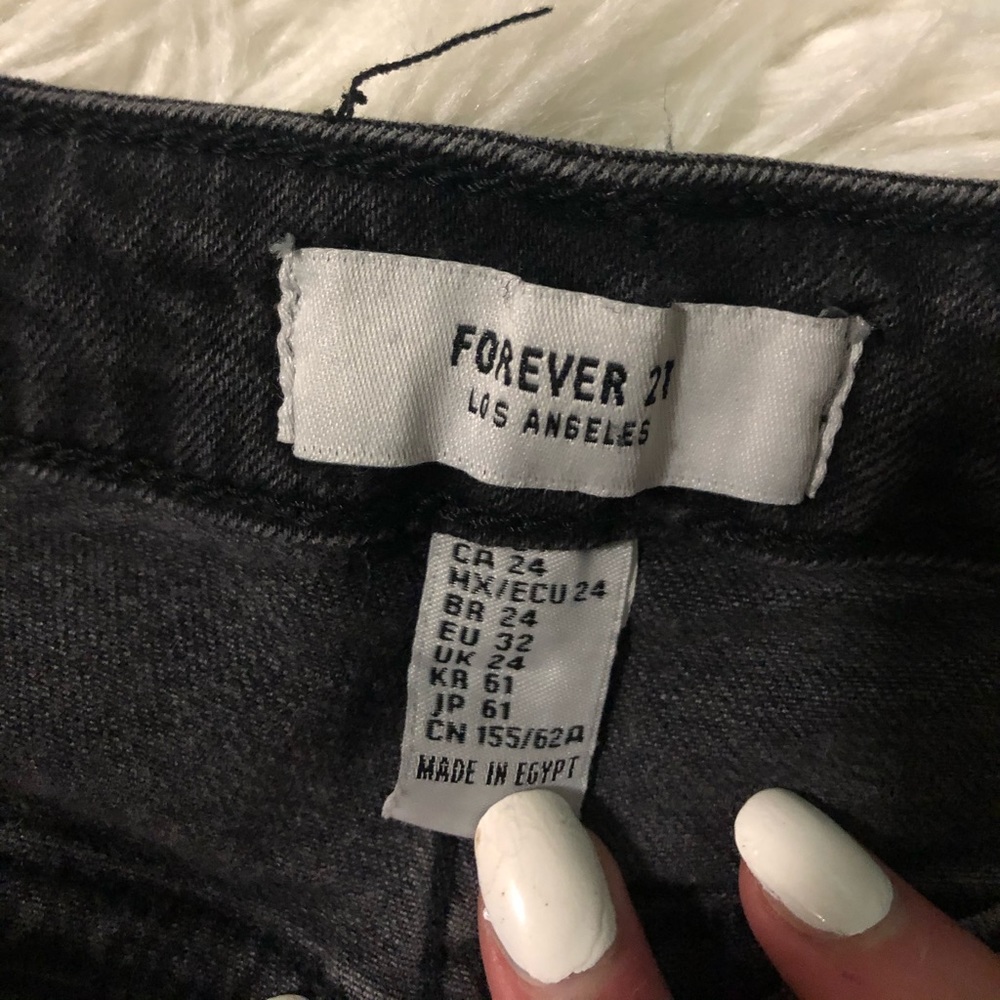 FOREVER 21
LOS ANGELES
CA 24
MX/ECU 24
BR 24
EU 32
UK 24
KR 61
JP 61
CN 155/62A
MADE IN EGYPT